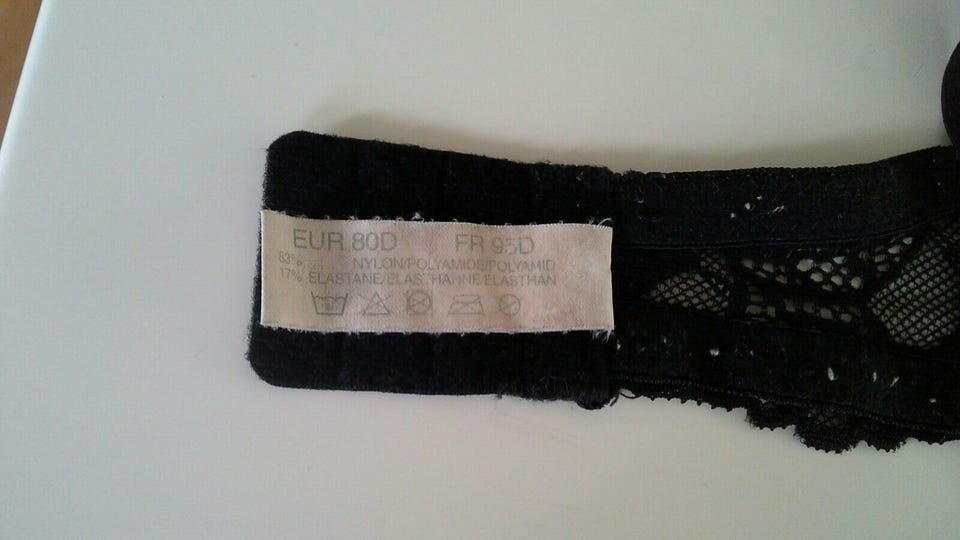 EUR 80D FR 95D
83% NYLON/POLYAMIDE/POLYAMID
17% ELASTANE/ELASTHANNE ELASTHAN